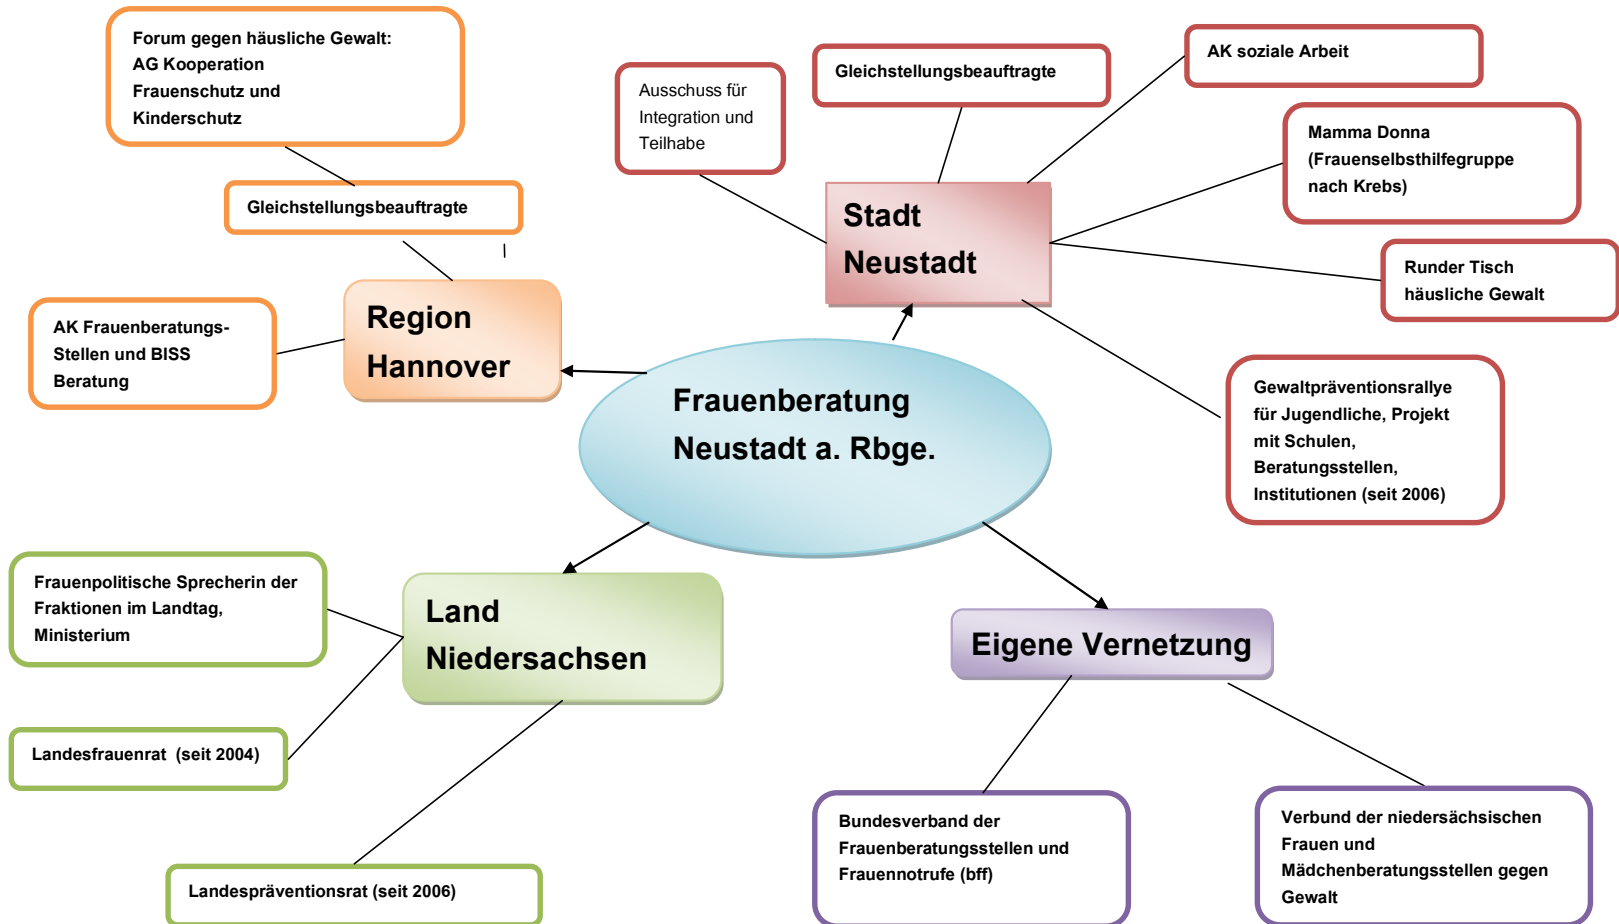 Forum gegen häusliche Gewalt:
AG Kooperation
Frauenschutz und
Kinderschutz
Gleichstellungsbeauftragte
Region
Hannover
AK Frauenberatungs-
Stellen und BISS
Beratung
Ausschuss für
Integration und
Teilhabe
Gleichstellungsbeauftragte
AK soziale Arbeit
Mamma Donna
(Frauenselbsthilfegruppe
nach Krebs)
Stadt
Neustadt
Runder Tisch
häusliche Gewalt
Gewaltpräventionsrallye
für Jugendliche, Projekt
mit Schulen,
Beratungsstellen,
Institutionen (seit 2006)
Frauenberatung
Neustadt a. Rbge.
Frauenpolitische Sprecherin der
Fraktionen im Landtag,
Ministerium
Land
Niedersachsen
Landesfrauenrat (seit 2004)
Landespräventionsrat (seit 2006)
Eigene Vernetzung
Bundesverband der
Frauenberatungsstellen und
Frauennotrufe (bff)
Verbund der niedersächsischen
Frauen und
Mädchenberatungsstellen gegen
Gewalt